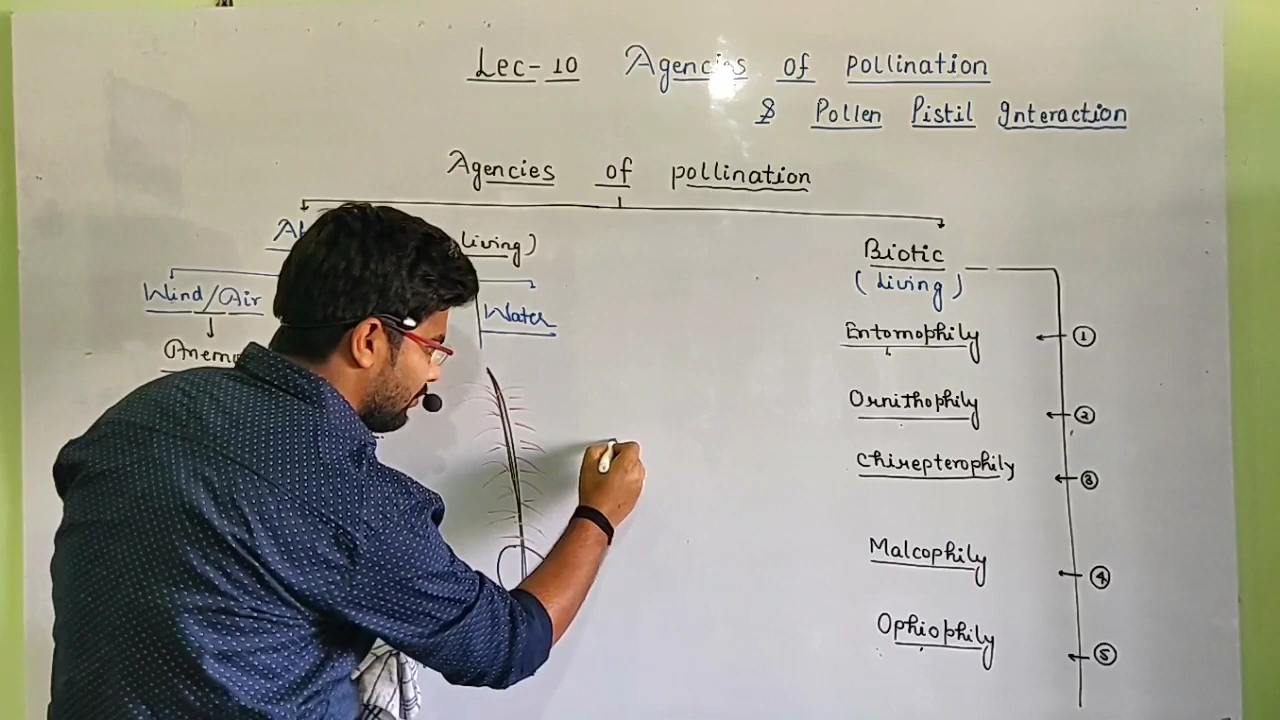 Lec-10 Agencies of pollination
& Pollen Pistil Interaction
Agencies of pollination
living)
Wind/Air
Water
Biotic
(Living)
Entomophily ①
Ornithophily ②
Chirepterophily ③
Malcophily ④
Ophiophily ⑤